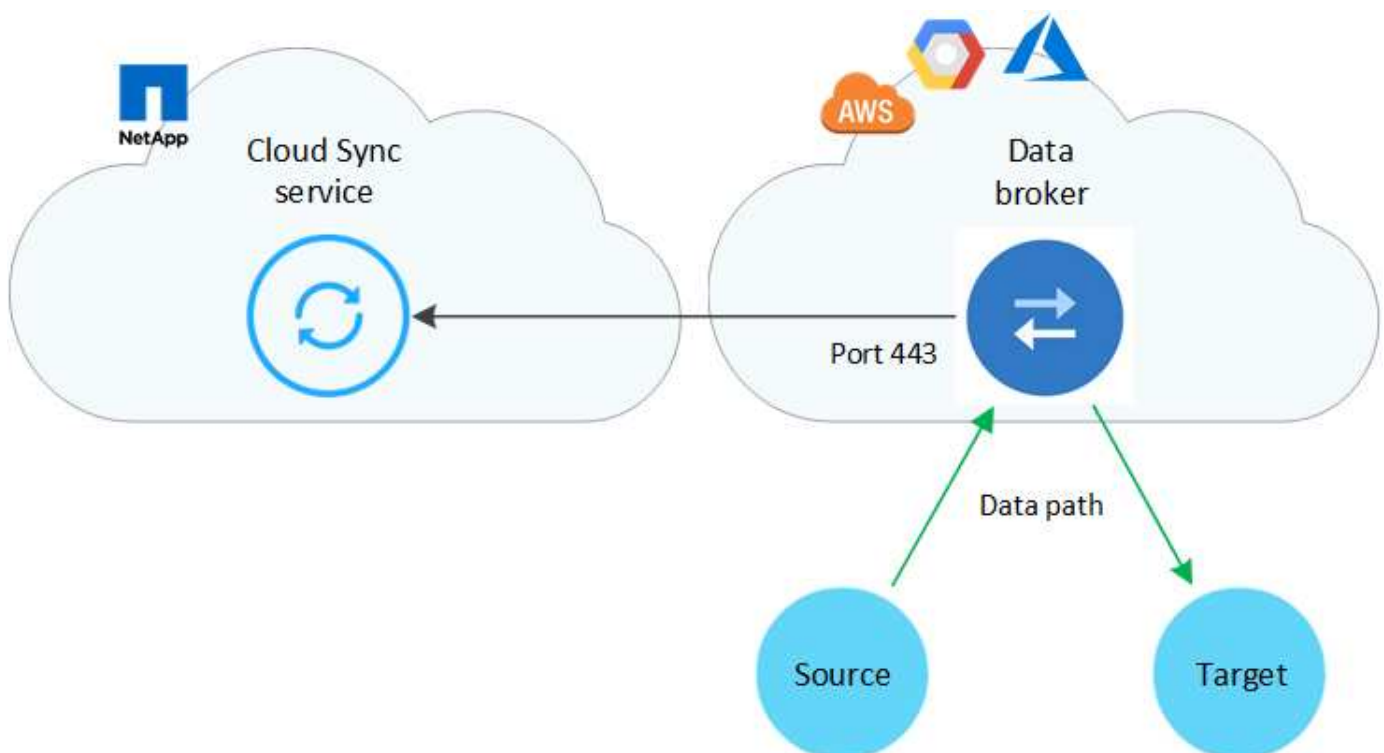 NetApp
Cloud Sync
service
AWS
Data
broker
Port 443
Data path
Source
Target